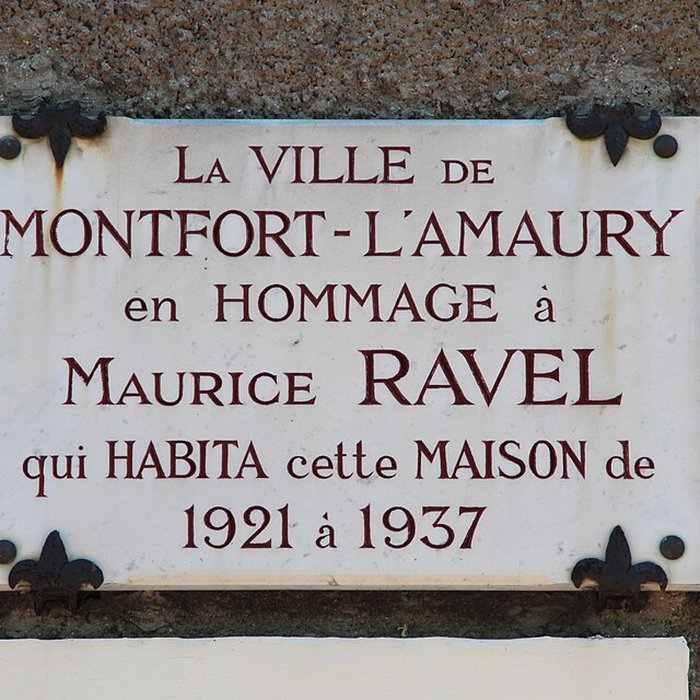 LA VILLE DE
MONTFORT-L'AMAURY
en HOMMAGE à
MAURICE RAVEL
qui HABITA cette MAISON de
1921 à 1937